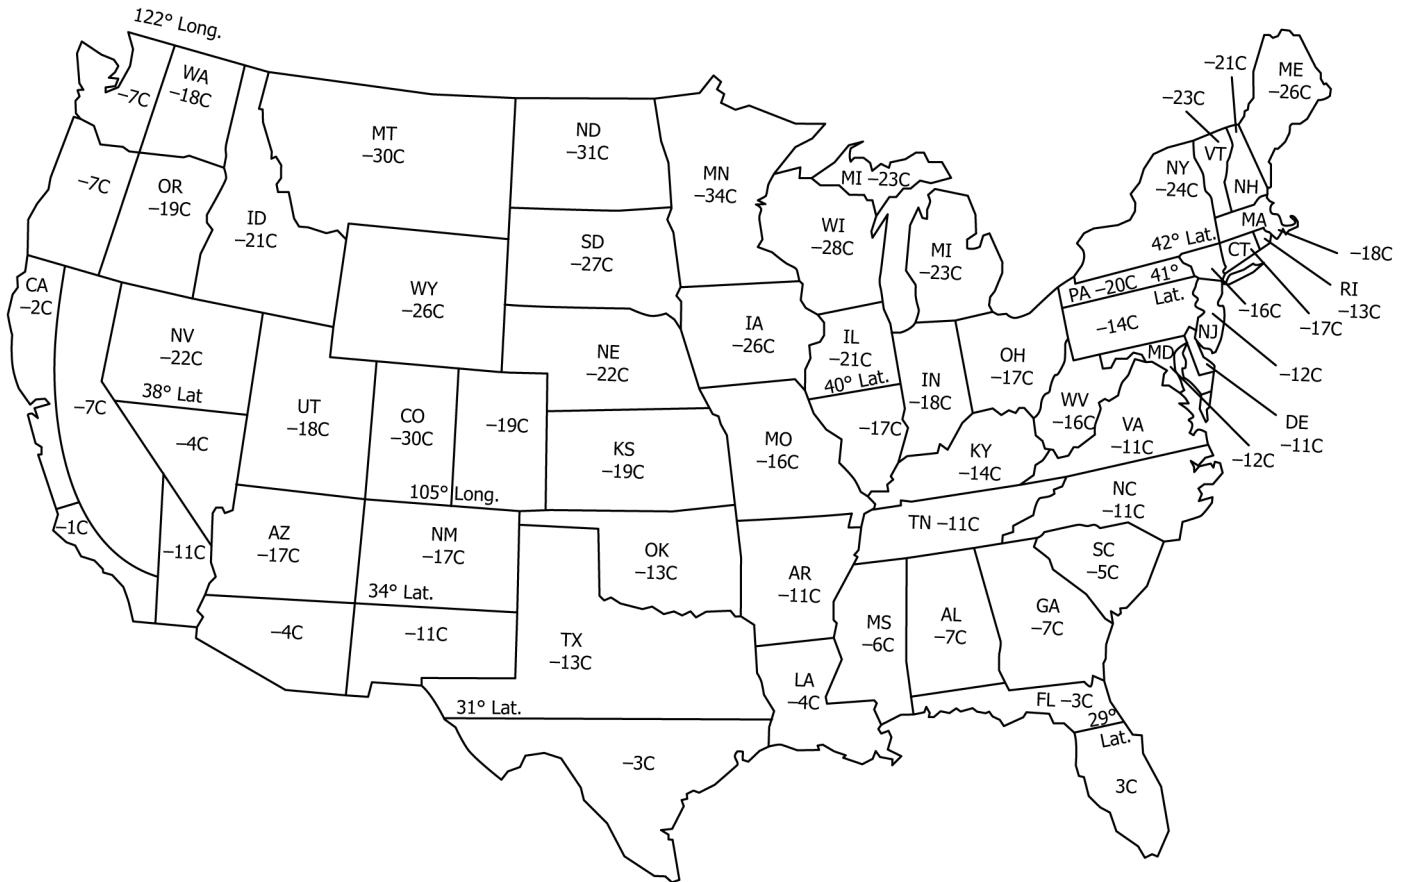 122° Long.
WA
–18C
–7C
–7C
OR
–19C
ID
–21C
MT
–30C
ND
–31C
MN
–34C
SD
–27C
WY
–26C
NE
–22C
CA
–2C
NV
–22C
38° Lat
–7C
–4C
–1C
–11C
UT
–18C
CO
–30C
–19C
105° Long.
KS
–19C
AZ
–17C
–4C
NM
–17C
34° Lat.
–11C
OK
–13C
TX
–13C
31° Lat.
–3C
WI
–28C
MI –23C
MI
–23C
IA
–26C
IL
–21C
40° Lat.
–17C
IN
–18C
OH
–17C
MO
–16C
KY
–14C
TN –11C
AR
–11C
LA
–4C
MS
–6C
AL
–7C
GA
–7C
FL –3C
29°
Lat.
3C
SC
–5C
NC
–11C
VA
–11C
WV
–16C
PA –20C 41°
Lat.
–14C
NY
–24C
42° Lat.
–23C
VT
–21C
NH
ME
–26C
MA
–18C
CT
RI
–13C
–17C
–16C
NJ
–12C
MD
DE
–11C
–12C